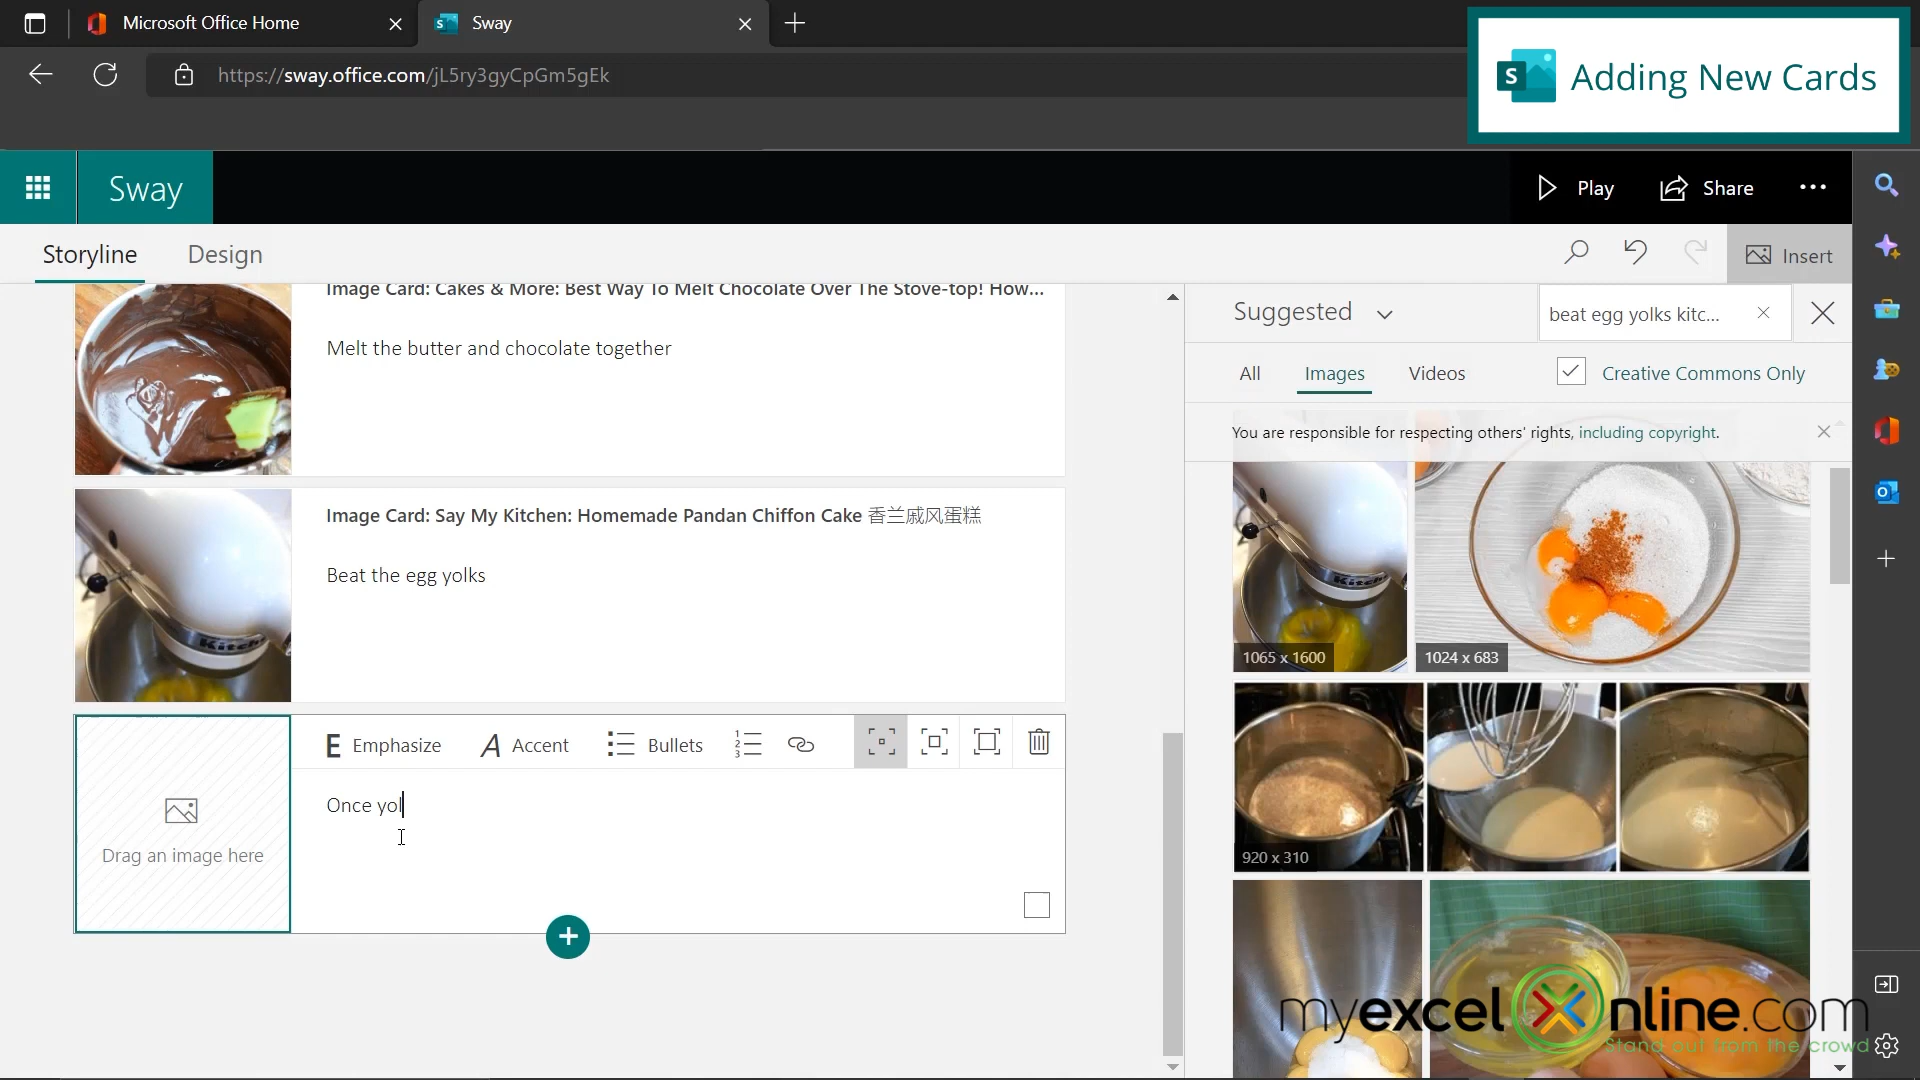 Microsoft Office Home
Sway
Adding New Cards
https://sway.office.com/jL5ry3gyCpGm5gEk
Sway
Play
Share
Storyline
Design
Insert
Image Card: Cakes & More: Best Way To Melt Chocolate Over The Stove-top! How...
Melt the butter and chocolate together
Image Card: Say My Kitchen: Homemade Pandan Chiffon Cake 香兰戚风蛋糕
Beat the egg yolks
E Emphasize
A Accent
Bullets
Once yol
Drag an image here
Suggested
beat egg yolks kitc...
All
Images
Videos
Creative Commons Only
You are responsible for respecting others' rights, including copyright.
1065 x 1600
1024 x 683
920 x 310
myexcelonline.com
Stand out from the crowd